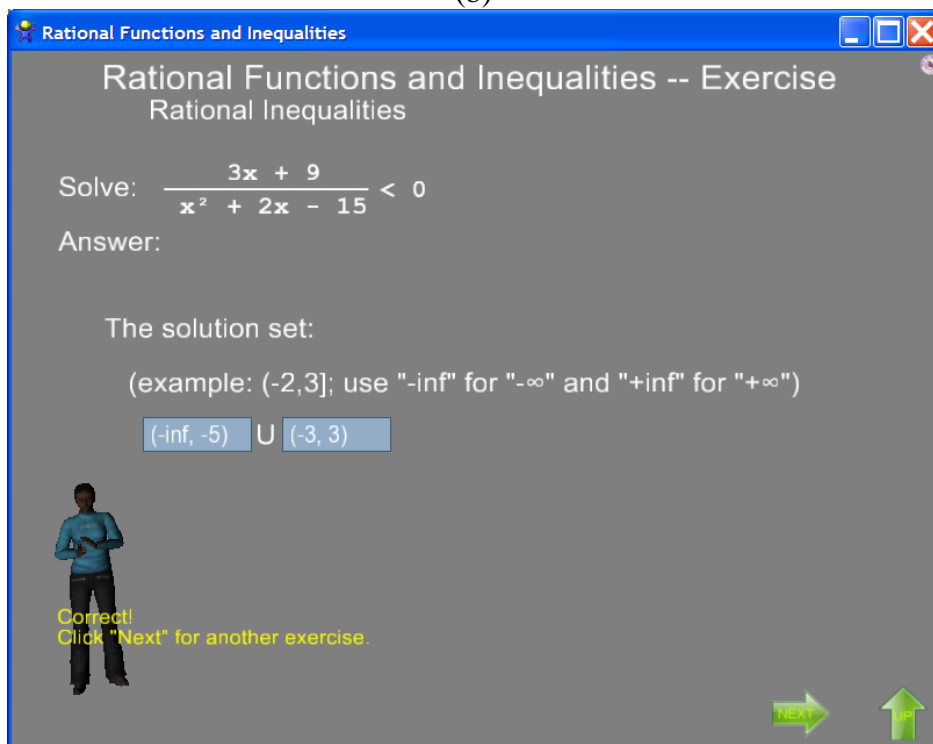 (b)
Rational Functions and Inequalities
Rational Functions and Inequalities -- Exercise
Rational Inequalities
Solve: 3x + 9
x² + 2x - 15 < 0
Answer:
The solution set:
(example: (-2,3]; use "-inf" for "-∞" and "+inf" for "+∞")
(-inf, -5) U (-3, 3)
Correct!
Click "Next" for another exercise.
NEXT UP